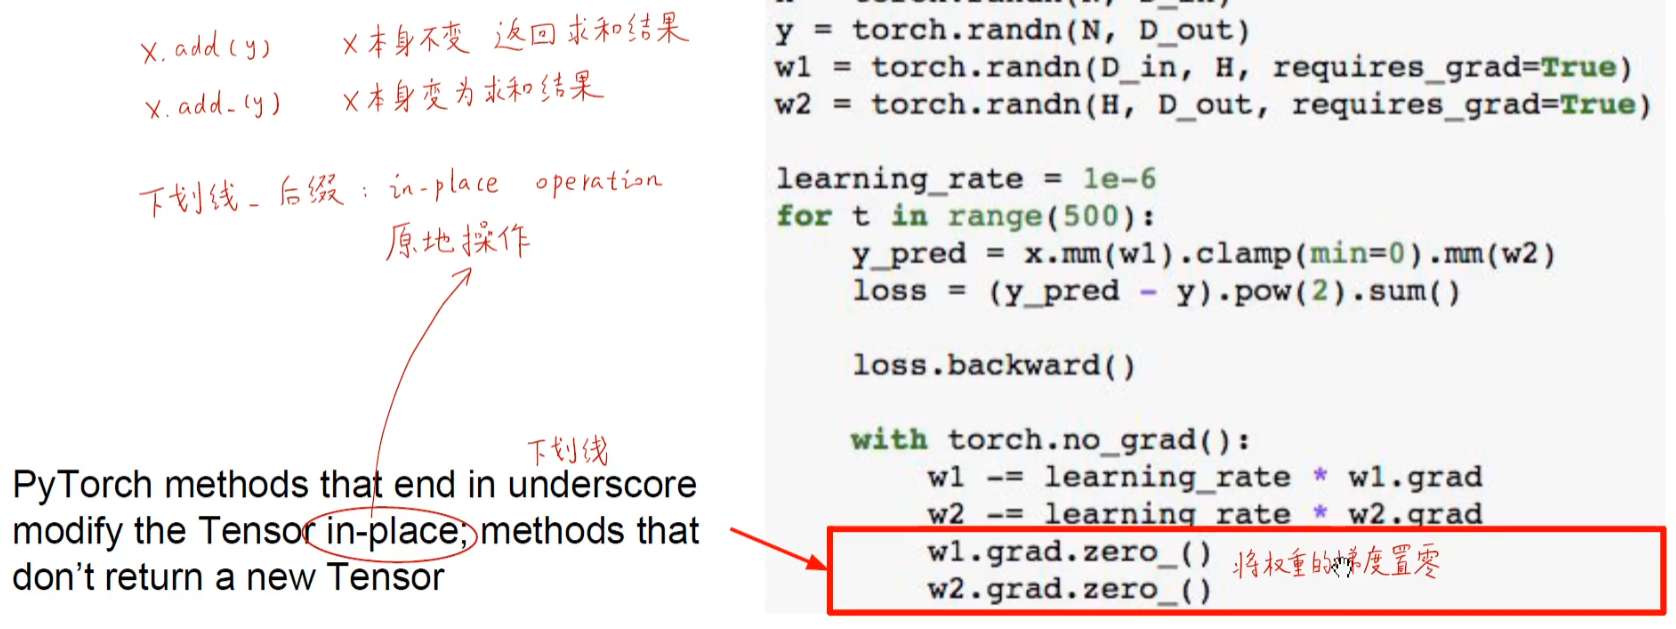 x.add(y) x本身不变 返回求和结果
x.add_(y) x本身变为求和结果
下划线_后缀: in-place operation
原地操作
下划线
PyTorch methods that end in underscore
modify the Tensor in-place; methods that
don't return a new Tensor
y = torch.randn(N, D_out)
w1 = torch.randn(D_in, H, requires_grad=True)
w2 = torch.randn(H, D_out, requires_grad=True)
learning_rate = 1e-6
for t in range(500):
y_pred = x.mm(w1).clamp(min=0).mm(w2)
loss = (y_pred - y).pow(2).sum()
loss.backward()
with torch.no_grad():
w1 -= learning_rate * w1.grad
w2 -= learning_rate * w2.grad
w1.grad.zero_() 将权重的梯度置零
w2.grad.zero_()